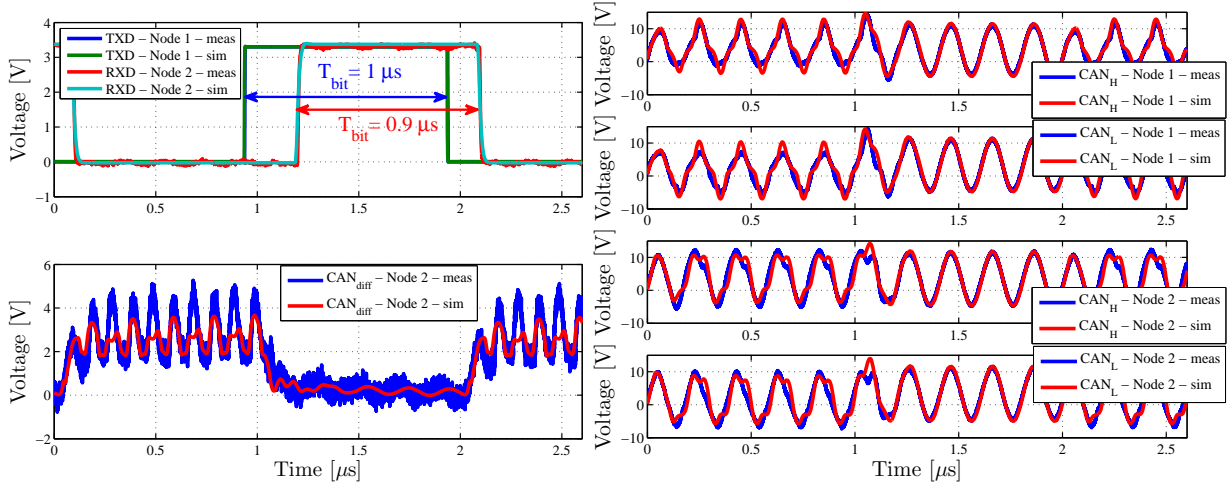 4
3
2
1
0
−1
Voltage [V]
TXD – Node 1 – meas
TXD – Node 1 – sim
RXD – Node 2 – meas
RXD – Node 2 – sim
T_bit = 1 μs
T_bit = 0.9 μs
0 0.5 1 1.5 2 2.5
6
4
2
0
−2
Voltage [V]
CAN_diff – Node 2 – meas
CAN_diff – Node 2 – sim
0 0.5 1 1.5 2 2.5
Time [μs]
10
0
−10
Voltage [V]
CAN_H – Node 1 – meas
CAN_H – Node 1 – sim
0 0.5 1 1.5 2 2.5
10
0
−10
Voltage [V]
CAN_L – Node 1 – meas
CAN_L – Node 1 – sim
0 0.5 1 1.5 2 2.5
10
0
−10
Voltage [V]
CAN_H – Node 2 – meas
CAN_H – Node 2 – sim
0 0.5 1 1.5 2 2.5
10
0
−10
Voltage [V]
CAN_L – Node 2 – meas
CAN_L – Node 2 – sim
0 0.5 1 1.5 2 2.5
Time [μs]